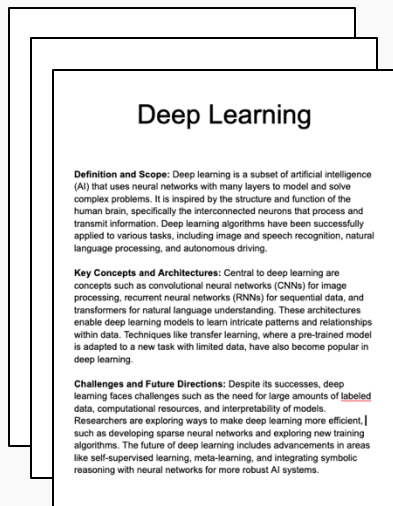 Deep Learning
Definition and Scope: Deep learning is a subset of artificial intelligence
(AI) that uses neural networks with many layers to model and solve
complex problems. It is inspired by the structure and function of the
human brain, specifically the interconnected neurons that process and
transmit information. Deep learning algorithms have been successfully
applied to various tasks, including image and speech recognition, natural
language processing, and autonomous driving.
Key Concepts and Architectures: Central to deep learning are
concepts such as convolutional neural networks (CNNs) for image
processing, recurrent neural networks (RNNs) for sequential data, and
transformers for natural language understanding. These architectures
enable deep learning models to learn intricate patterns and relationships
within data. Techniques like transfer learning, where a pre-trained model
is adapted to a new task with limited data, have also become popular in
deep learning.
Challenges and Future Directions: Despite its successes, deep
learning faces challenges such as the need for large amounts of labeled
data, computational resources, and interpretability of models.
Researchers are exploring ways to make deep learning more efficient,
such as developing sparse neural networks and exploring new training
algorithms. The future of deep learning includes advancements in areas
like self-supervised learning, meta-learning, and integrating symbolic
reasoning with neural networks for more robust AI systems.